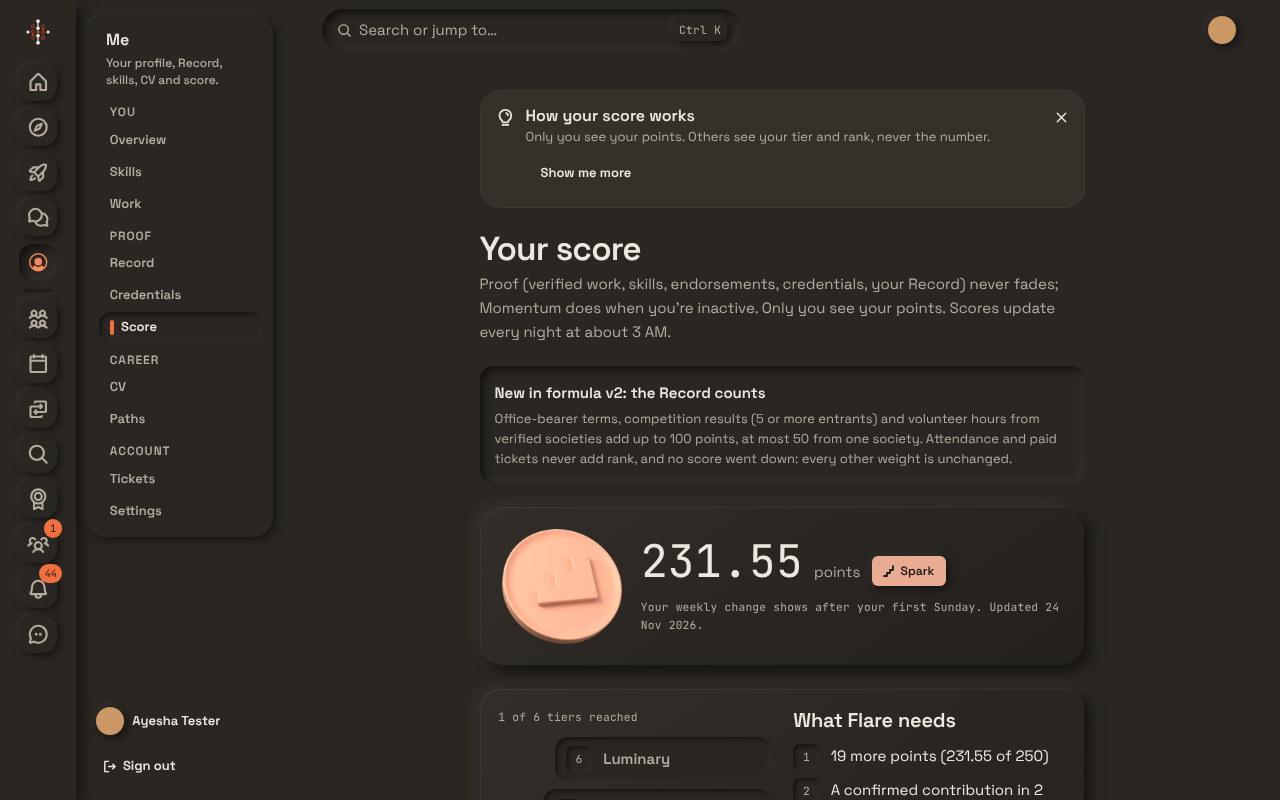 Me
Your profile, Record,
skills, CV and score.
YOU
Overview
Skills
Work
PROOF
Record
Credentials
Score
CAREER
CV
Paths
ACCOUNT
Tickets
Settings
1
44
Ayesha Tester
Sign out
Search or jump to…
Ctrl K
How your score works
Only you see your points. Others see your tier and rank, never the number.
Show me more
Your score
Proof (verified work, skills, endorsements, credentials, your Record) never fades;
Momentum does when you're inactive. Only you see your points. Scores update
every night at about 3 AM.
New in formula v2: the Record counts
Office-bearer terms, competition results (5 or more entrants) and volunteer hours from
verified societies add up to 100 points, at most 50 from one society. Attendance and paid
tickets never add rank, and no score went down: every other weight is unchanged.
231.55 points
Spark
Your weekly change shows after your first Sunday. Updated 24
Nov 2026.
1 of 6 tiers reached
6 Luminary
What Flare needs
1 19 more points (231.55 of 250)
2 A confirmed contribution in 2